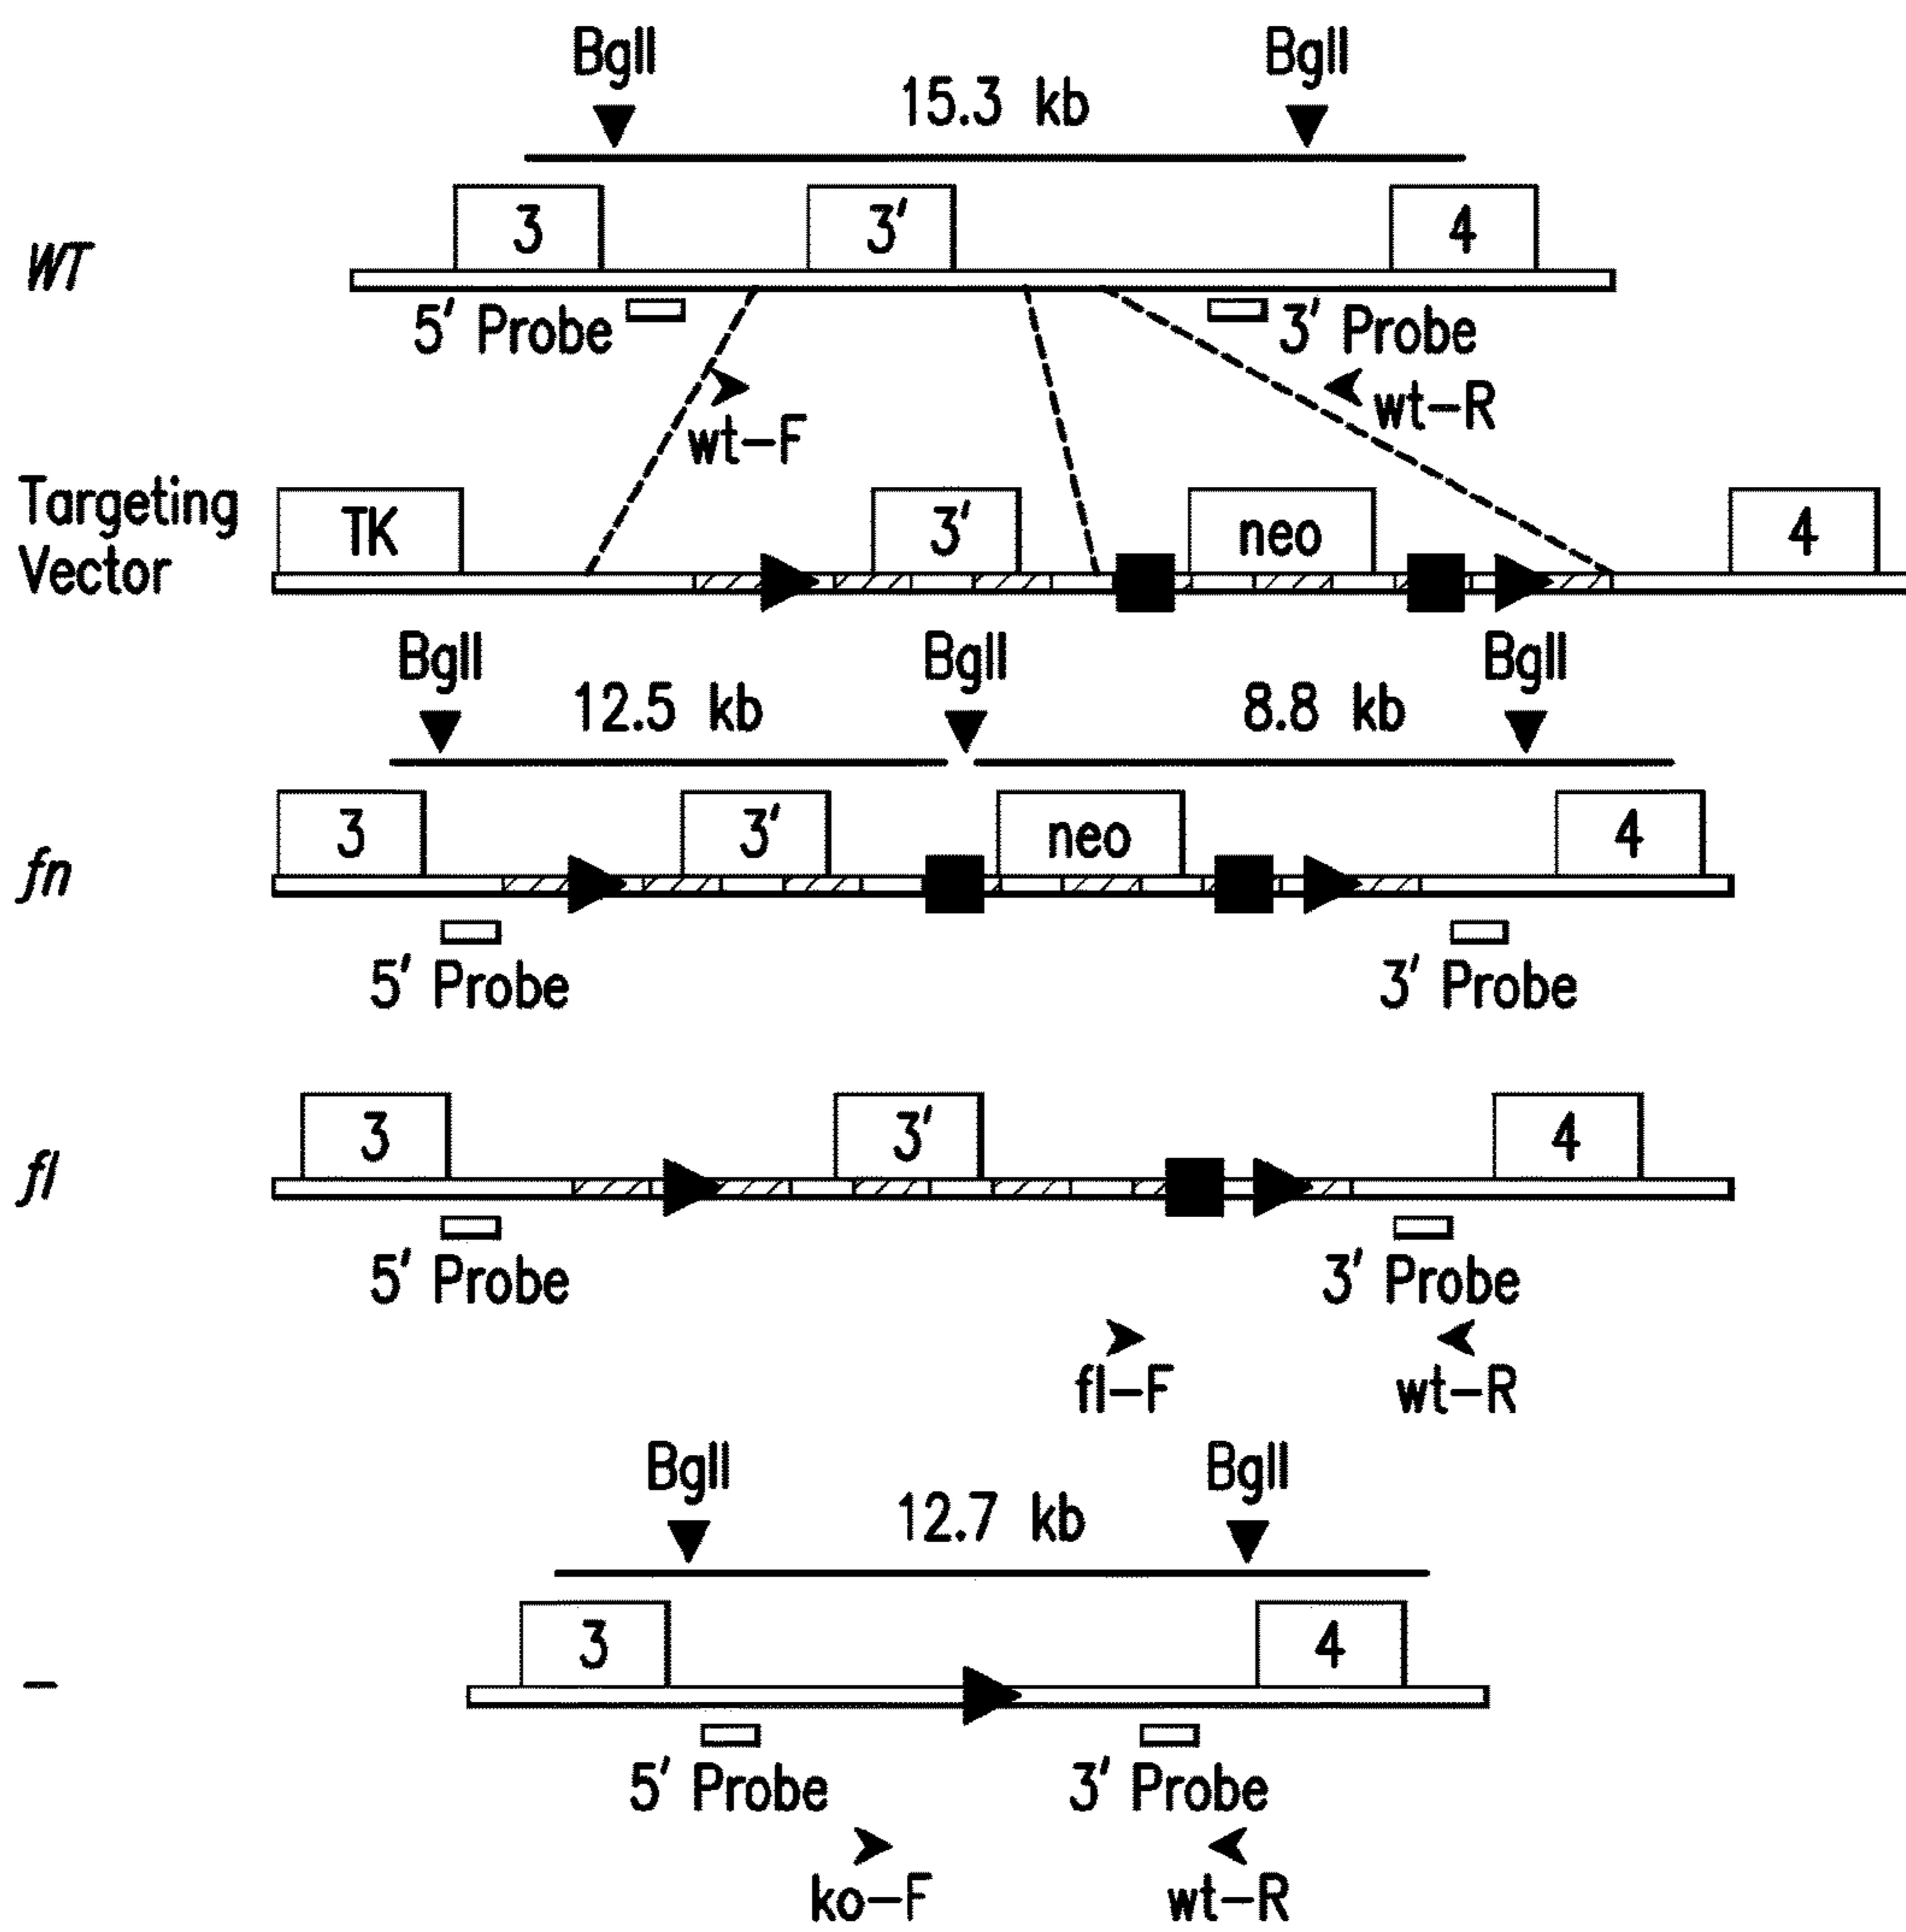 BglI BglI
15.3 kb
3 3' 4
WT
5' Probe 3' Probe
wt-F wt-R
Targeting
Vector
TK 3' neo 4
BglI BglI BglI
12.5 kb 8.8 kb
3 3' neo 4
fn
5' Probe 3' Probe
3 3' 4
fl
5' Probe 3' Probe
fl-F wt-R
BglI BglI
12.7 kb
3 4
–
5' Probe 3' Probe
ko-F wt-R